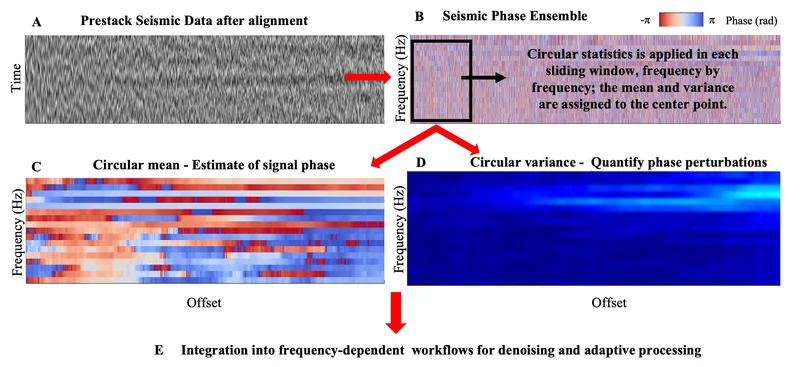 A Prestack Seismic Data after alignment
Time
B Seismic Phase Ensemble
-π π Phase (rad)
Frequency (Hz)
Circular statistics is applied in each
sliding window, frequency by
frequency; the mean and variance
are assigned to the center point.
C Circular mean - Estimate of signal phase
Frequency (Hz)
Offset
D Circular variance - Quantify phase perturbations
Frequency (Hz)
Offset
E Integration into frequency-dependent workflows for denoising and adaptive processing